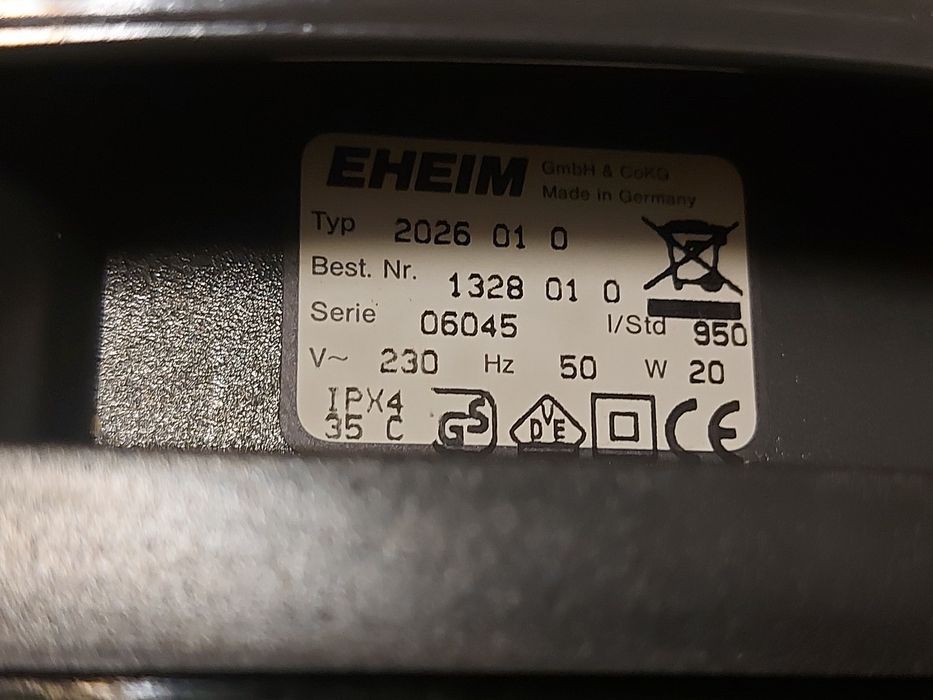 EHEIM GmbH & CoKG
Made in Germany
Typ 2026 01 0
Best. Nr. 1328 01 0
Serie 06045 l/Std 950
V~ 230 Hz 50 W 20
IPX4
35 C
GS
VDE
CE